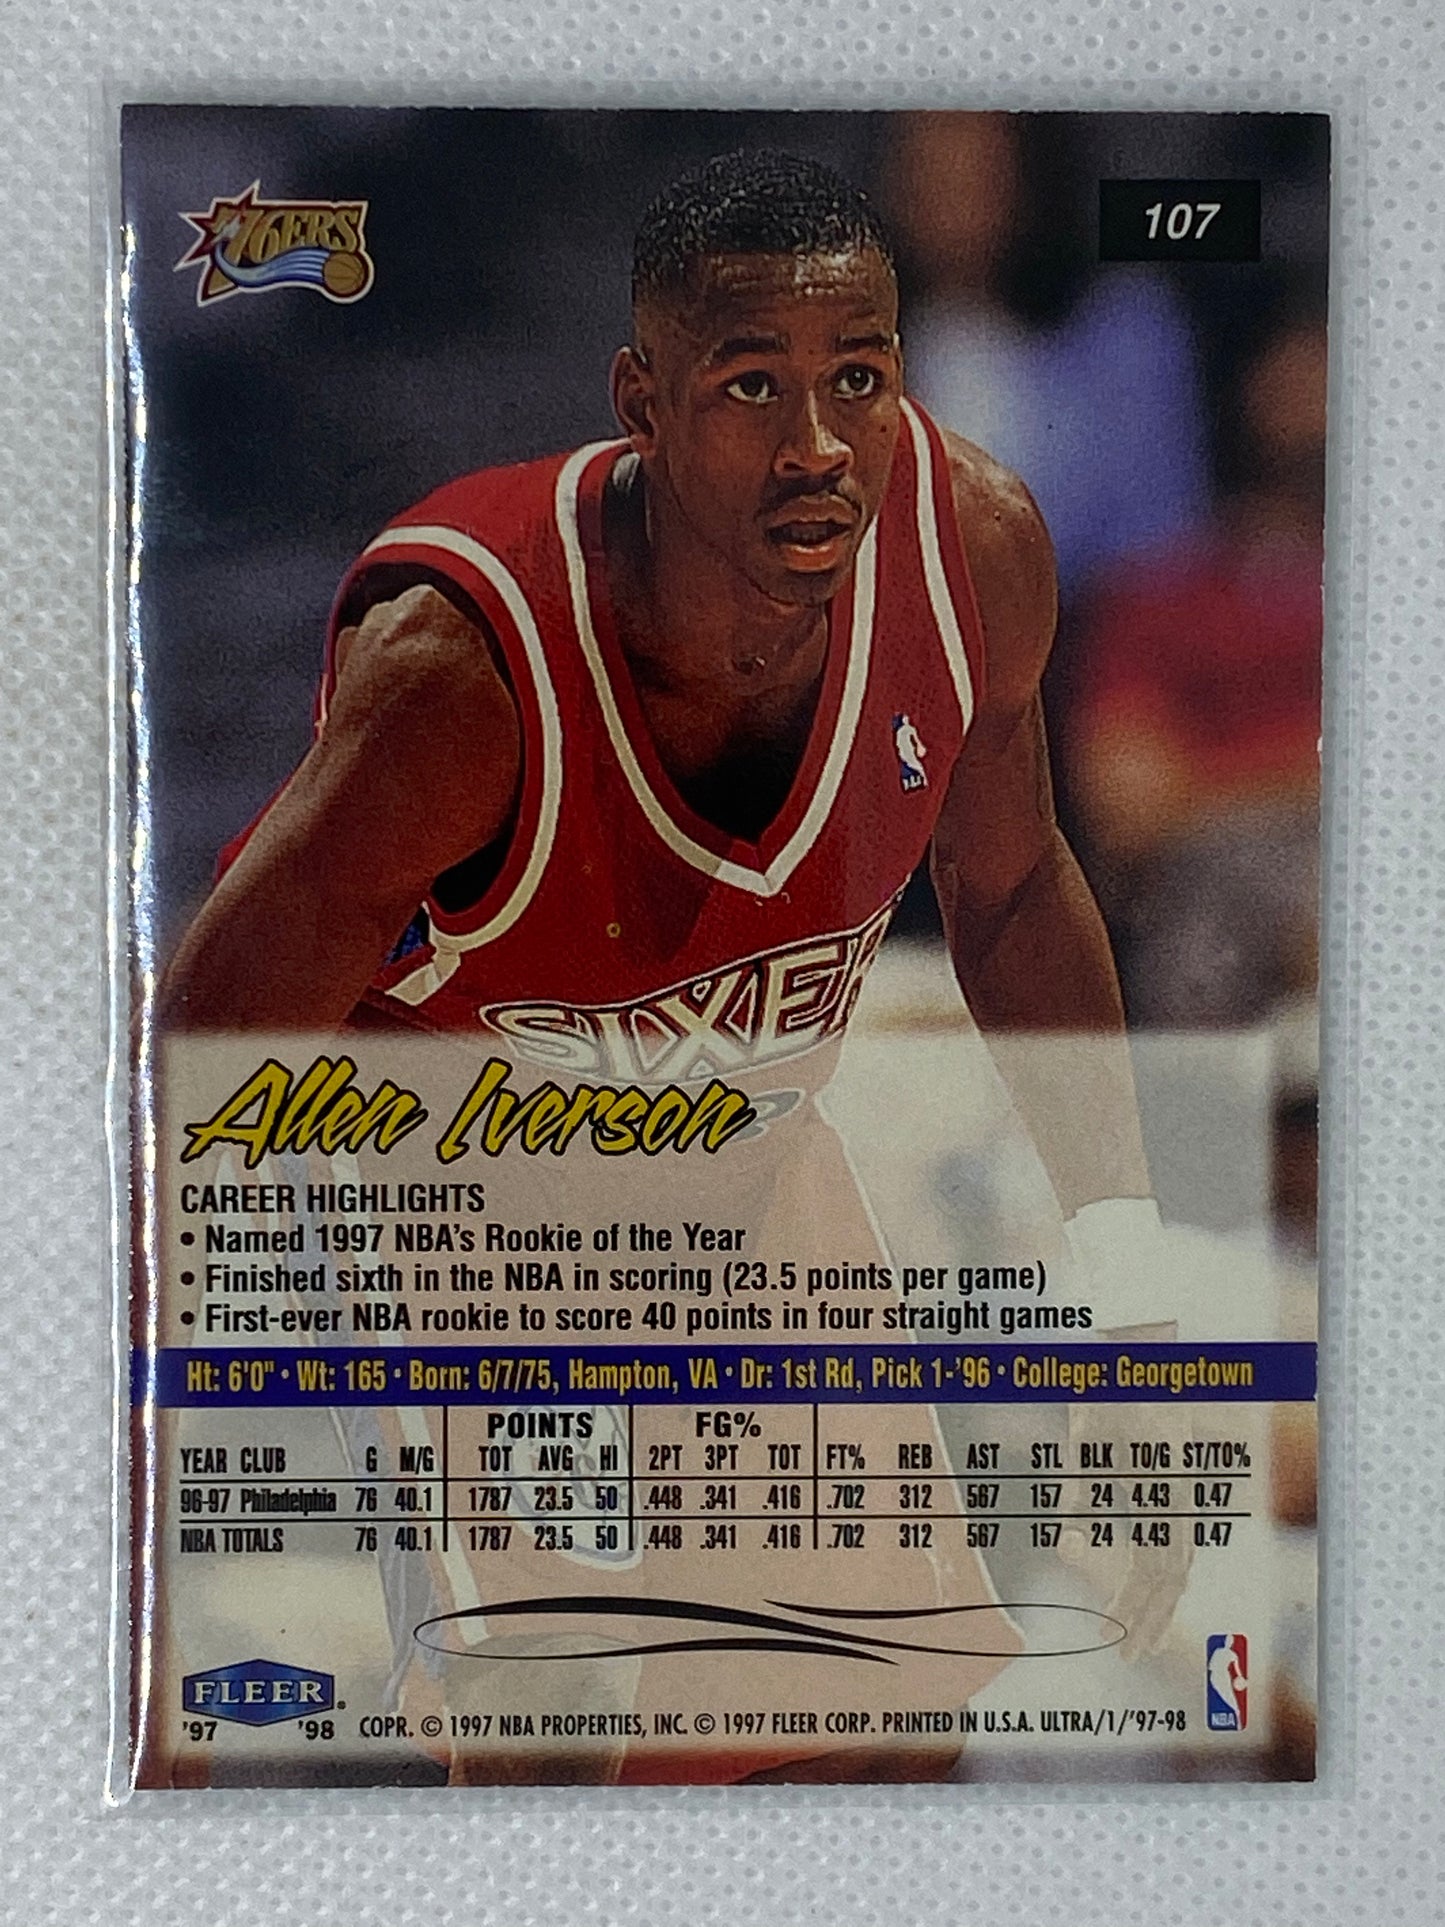 76ERS
107
SIXERS
Allen Iverson
CAREER HIGHLIGHTS
• Named 1997 NBA's Rookie of the Year
• Finished sixth in the NBA in scoring (23.5 points per game)
• First-ever NBA rookie to score 40 points in four straight games
Ht: 6'0" • Wt: 165 • Born: 6/7/75, Hampton, VA • Dr: 1st Rd, Pick 1-'96 • College: Georgetown
POINTS FG%
YEAR CLUB G M/G TOT AVG HI 2PT 3PT TOT FT% REB AST STL BLK TO/G ST/TO%
96-97 Philadelphia 76 40.1 1787 23.5 50 .448 .341 .416 .702 312 567 157 24 4.43 0.47
NBA TOTALS 76 40.1 1787 23.5 50 .448 .341 .416 .702 312 567 157 24 4.43 0.47
FLEER
'97 '98 COPR. © 1997 NBA PROPERTIES, INC. © 1997 FLEER CORP. PRINTED IN U.S.A. ULTRA/1/'97-98
NBA